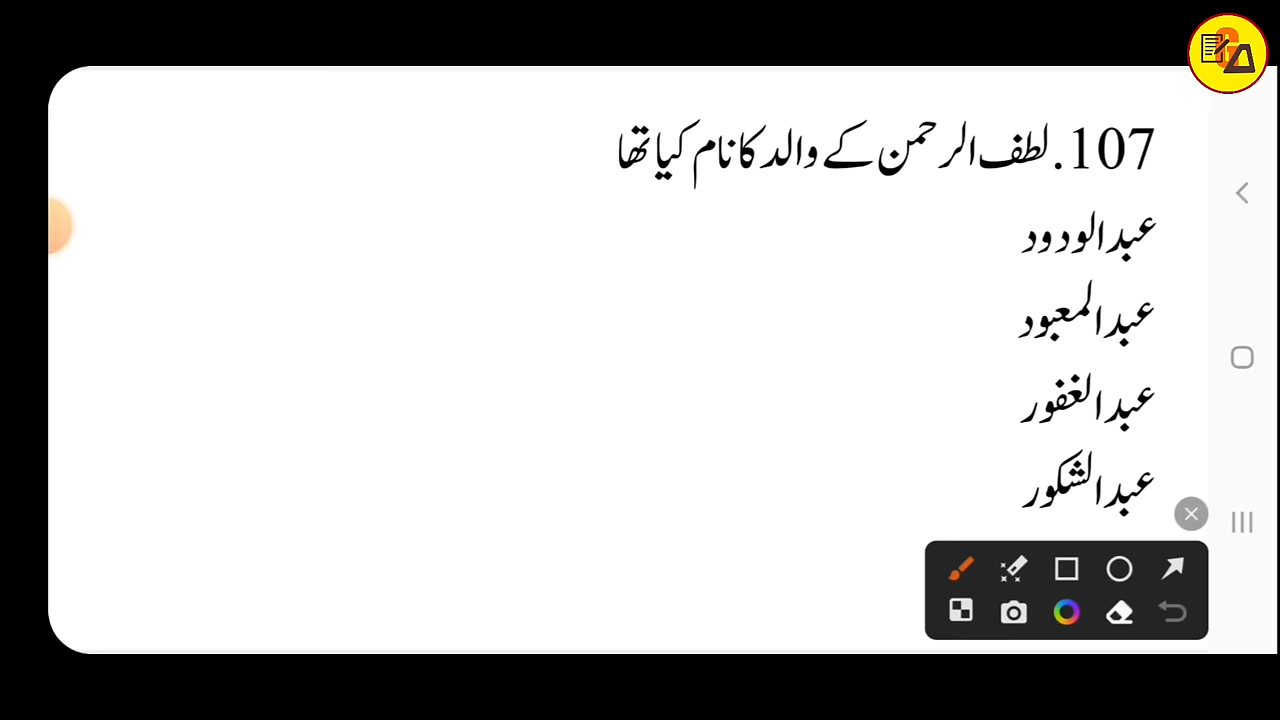 107. لطف الرحمن کے والد کا نام کیا تھا
عبدالودود
عبدالمعبود
عبدالغفور
عبدالشکور